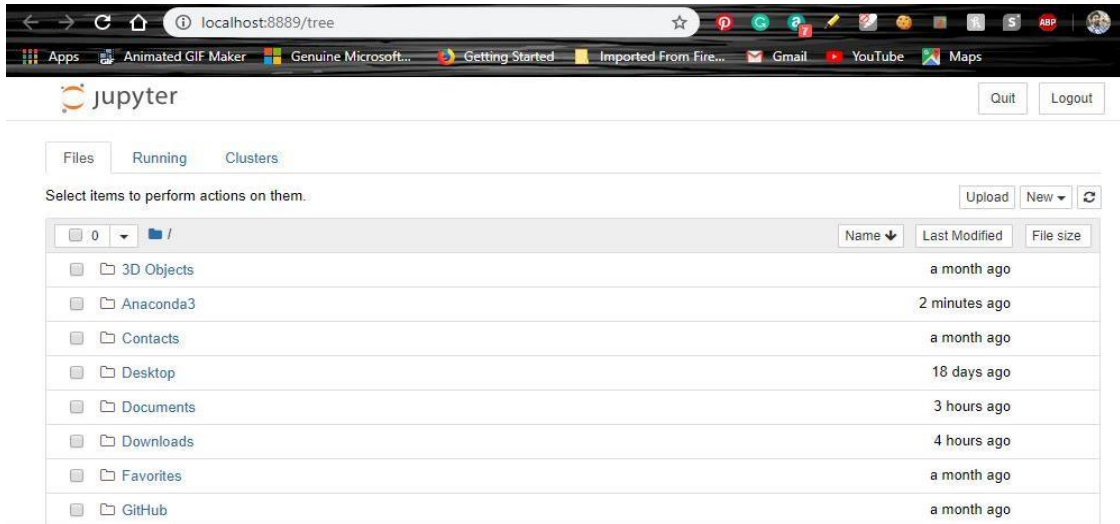 localhost:8889/tree
Apps Animated GIF Maker Genuine Microsoft... Getting Started Imported From Fire... Gmail YouTube Maps
jupyter Quit Logout
Files Running Clusters
Select items to perform actions on them. Upload New
0 / Name Last Modified File size
3D Objects a month ago
Anaconda3 2 minutes ago
Contacts a month ago
Desktop 18 days ago
Documents 3 hours ago
Downloads 4 hours ago
Favorites a month ago
GitHub a month ago